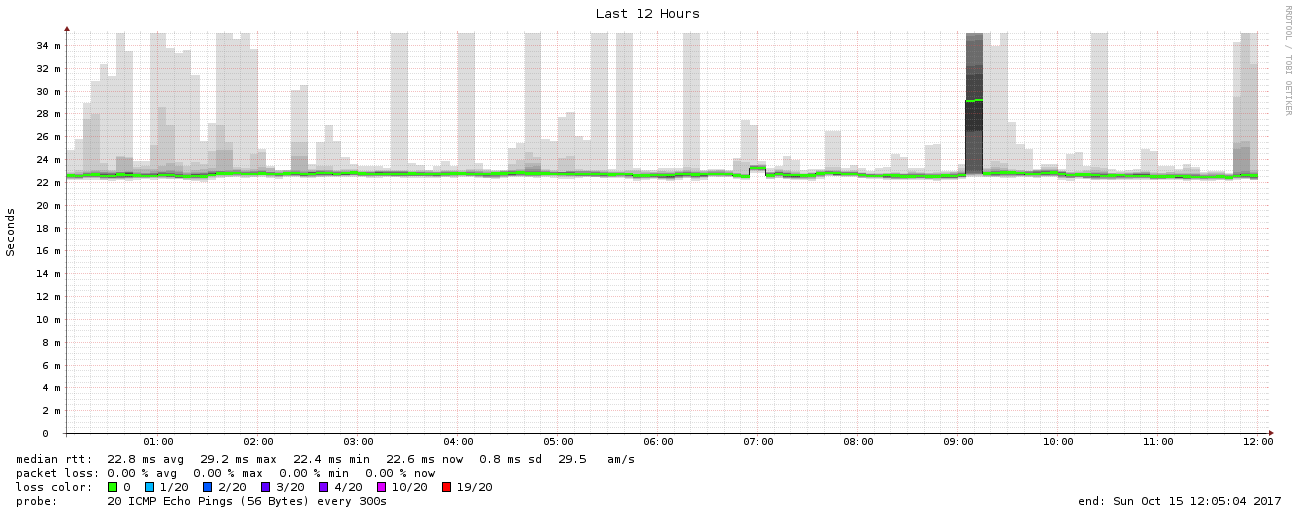 Last 12 Hours
RRDTOOL / TOBI OETIKER
34 m
32 m
30 m
28 m
26 m
24 m
22 m
20 m
18 m
16 m
14 m
12 m
10 m
8 m
6 m
4 m
2 m
0
Seconds
01:00 02:00 03:00 04:00 05:00 06:00 07:00 08:00 09:00 10:00 11:00 12:00
median rtt: 22.8 ms avg 29.2 ms max 22.4 ms min 22.6 ms now 0.8 ms sd 29.5 am/s
packet loss: 0.00 % avg 0.00 % max 0.00 % min 0.00 % now
loss color: 0 1/20 2/20 3/20 4/20 10/20 19/20
probe: 20 ICMP Echo Pings (56 Bytes) every 300s end: Sun Oct 15 12:05:04 2017